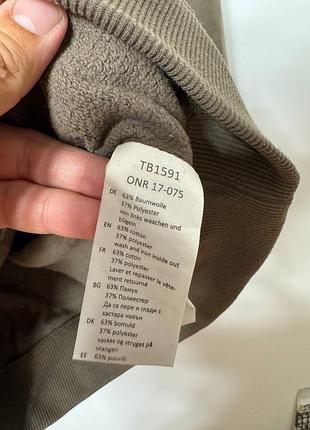 TB1591
ONR 17-075
DE 63% Baumwolle
37% Polyester
von links waschen und
bügeln
EN 63% cotton
37% polyester
wash and iron inside out
FR 63% coton
37% polyester
Laver et repasser le vête-
ment retourné
BG 63% Памук
37% Полиестер
Да се пере и глади с
хастара навън
DK 63% bomuld
37% polyester
vaskes og stryges på
vrangen
EE 63% puuvill